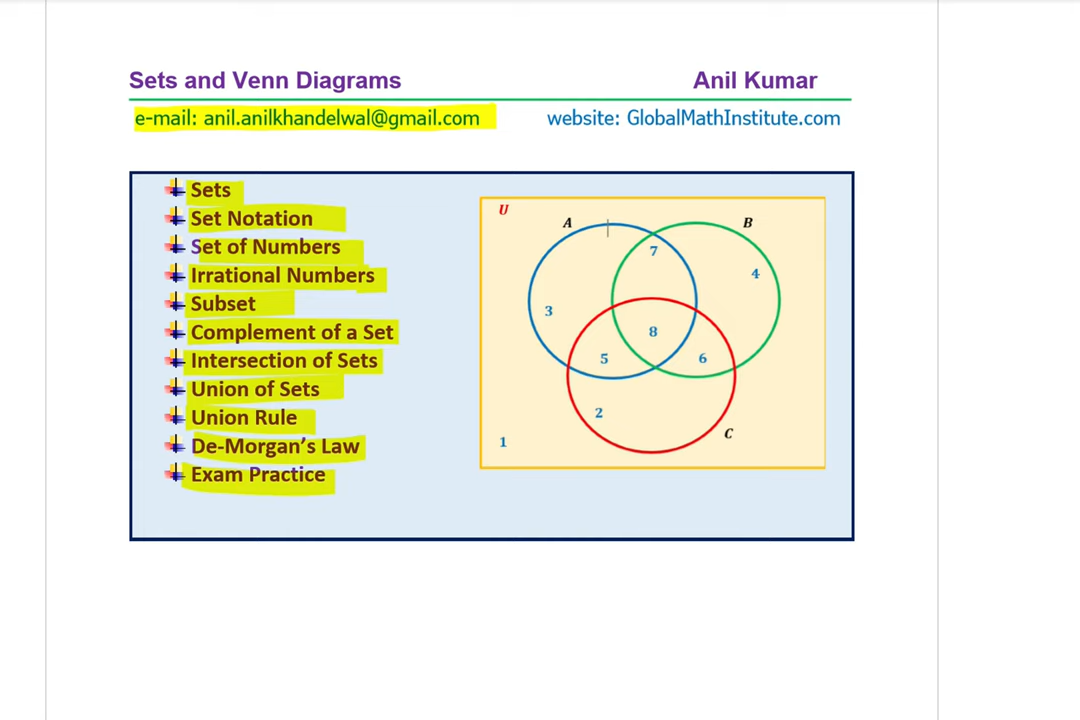 Sets and Venn Diagrams Anil Kumar
e-mail: anil.anilkhandelwal@gmail.com website: GlobalMathInstitute.com
Sets
Set Notation
Set of Numbers
Irrational Numbers
Subset
Complement of a Set
Intersection of Sets
Union of Sets
Union Rule
De-Morgan's Law
Exam Practice
U
A B
7
4
3
8
5 6
2
C
1